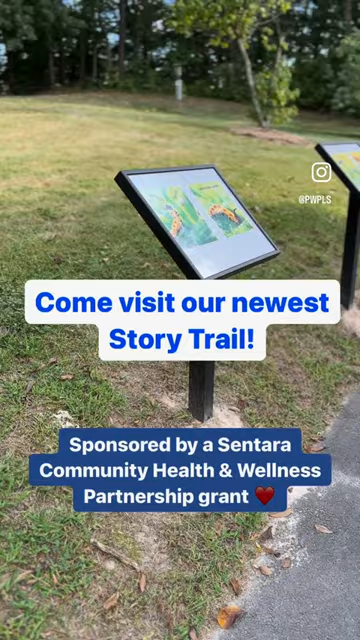 @PWPLS
Come visit our newest
Story Trail!
Sponsored by a Sentara
Community Health & Wellness
Partnership grant ♥️